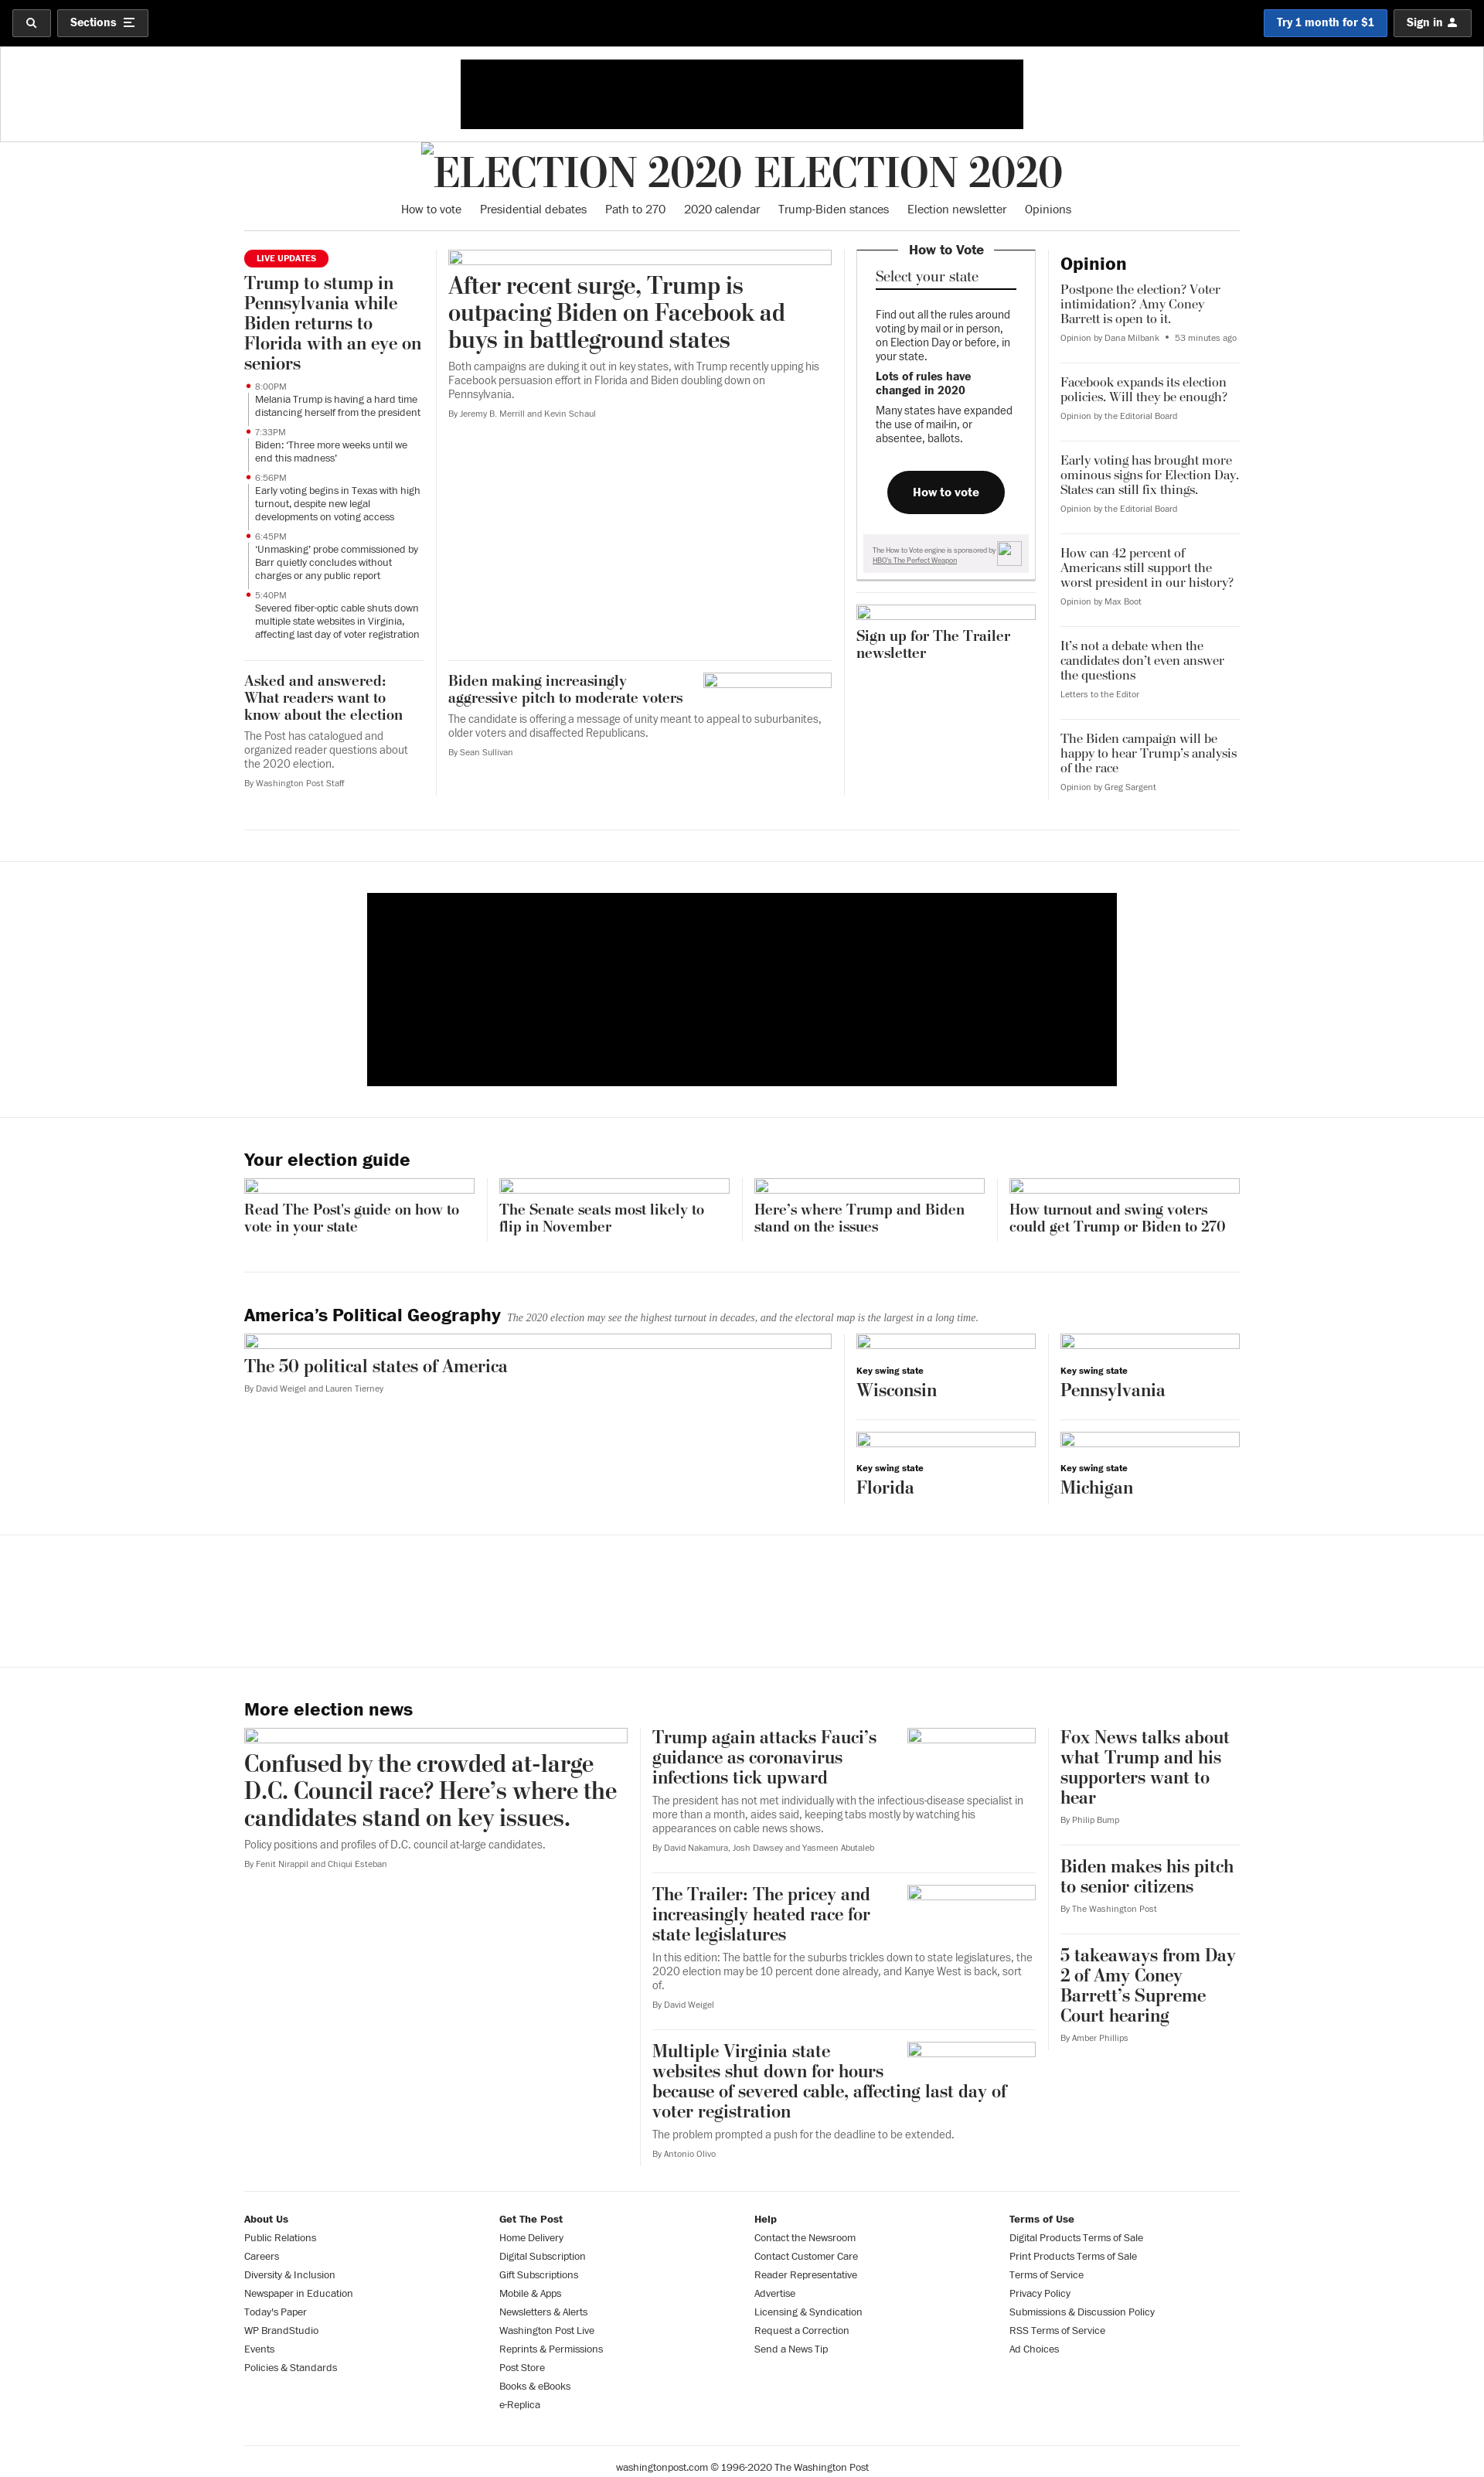 Sections
Try 1 month for $1
Sign in
ELECTION 2020 ELECTION 2020
How to vote
Presidential debates
Path to 270
2020 calendar
Trump-Biden stances
Election newsletter
Opinions
LIVE UPDATES
Trump to stump in
Pennsylvania while
Biden returns to
Florida with an eye on
seniors
8:00PM
Melania Trump is having a hard time
distancing herself from the president
7:33PM
Biden: ‘Three more weeks until we
end this madness’
6:56PM
Early voting begins in Texas with high
turnout, despite new legal
developments on voting access
6:45PM
‘Unmasking’ probe commissioned by
Barr quietly concludes without
charges or any public report
5:40PM
Severed fiber-optic cable shuts down
multiple state websites in Virginia,
affecting last day of voter registration
Asked and answered:
What readers want to
know about the election
The Post has catalogued and
organized reader questions about
the 2020 election.
By Washington Post Staff
After recent surge, Trump is
outpacing Biden on Facebook ad
buys in battleground states
Both campaigns are duking it out in key states, with Trump recently upping his
Facebook persuasion effort in Florida and Biden doubling down on
Pennsylvania.
By Jeremy B. Merrill and Kevin Schaul
Biden making increasingly
aggressive pitch to moderate voters
The candidate is offering a message of unity meant to appeal to suburbanites,
older voters and disaffected Republicans.
By Sean Sullivan
How to Vote
Select your state
Find out all the rules around
voting by mail or in person,
on Election Day or before, in
your state.
Lots of rules have
changed in 2020
Many states have expanded
the use of mail-in, or
absentee, ballots.
How to vote
The How to Vote engine is sponsored by
HBO's The Perfect Weapon
Sign up for The Trailer
newsletter
Opinion
Postpone the election? Voter
intimidation? Amy Coney
Barrett is open to it.
Opinion by Dana Milbank • 53 minutes ago
Facebook expands its election
policies. Will they be enough?
Opinion by the Editorial Board
Early voting has brought more
ominous signs for Election Day.
States can still fix things.
Opinion by the Editorial Board
How can 42 percent of
Americans still support the
worst president in our history?
Opinion by Max Boot
It’s not a debate when the
candidates don’t even answer
the questions
Letters to the Editor
The Biden campaign will be
happy to hear Trump’s analysis
of the race
Opinion by Greg Sargent
Your election guide
Read The Post's guide on how to
vote in your state
The Senate seats most likely to
flip in November
Here’s where Trump and Biden
stand on the issues
How turnout and swing voters
could get Trump or Biden to 270
America’s Political Geography The 2020 election may see the highest turnout in decades, and the electoral map is the largest in a long time.
The 50 political states of America
By David Weigel and Lauren Tierney
Key swing state
Wisconsin
Key swing state
Pennsylvania
Key swing state
Florida
Key swing state
Michigan
More election news
Confused by the crowded at-large
D.C. Council race? Here’s where the
candidates stand on key issues.
Policy positions and profiles of D.C. council at-large candidates.
By Fenit Nirappil and Chiqui Esteban
Trump again attacks Fauci’s
guidance as coronavirus
infections tick upward
The president has not met individually with the infectious-disease specialist in
more than a month, aides said, keeping tabs mostly by watching his
appearances on cable news shows.
By David Nakamura, Josh Dawsey and Yasmeen Abutaleb
The Trailer: The pricey and
increasingly heated race for
state legislatures
In this edition: The battle for the suburbs trickles down to state legislatures, the
2020 election may be 10 percent done already, and Kanye West is back, sort
of.
By David Weigel
Multiple Virginia state
websites shut down for hours
because of severed cable, affecting last day of
voter registration
The problem prompted a push for the deadline to be extended.
By Antonio Olivo
Fox News talks about
what Trump and his
supporters want to
hear
By Philip Bump
Biden makes his pitch
to senior citizens
By The Washington Post
5 takeaways from Day
2 of Amy Coney
Barrett’s Supreme
Court hearing
By Amber Phillips
About Us
Public Relations
Careers
Diversity & Inclusion
Newspaper in Education
Today's Paper
WP BrandStudio
Events
Policies & Standards
Get The Post
Home Delivery
Digital Subscription
Gift Subscriptions
Mobile & Apps
Newsletters & Alerts
Washington Post Live
Reprints & Permissions
Post Store
Books & eBooks
e-Replica
Help
Contact the Newsroom
Contact Customer Care
Reader Representative
Advertise
Licensing & Syndication
Request a Correction
Send a News Tip
Terms of Use
Digital Products Terms of Sale
Print Products Terms of Sale
Terms of Service
Privacy Policy
Submissions & Discussion Policy
RSS Terms of Service
Ad Choices
washingtonpost.com © 1996-2020 The Washington Post